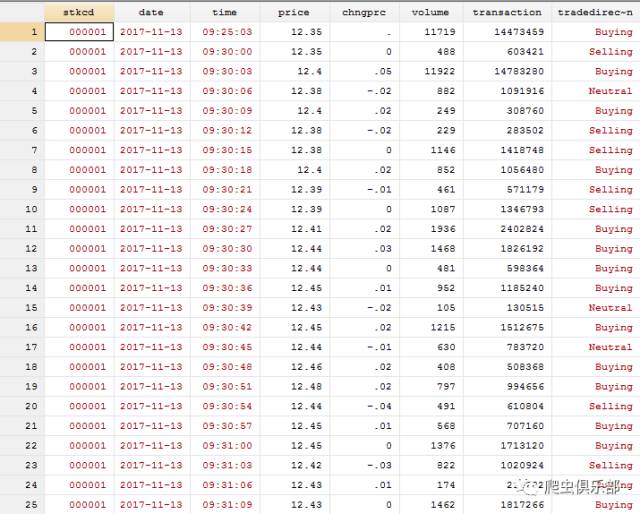 stkcd date time price chngprc volume transaction tradedirec~n
1 000001 2017-11-13 09:25:03 12.35 . 11719 14473459 Buying
2 000001 2017-11-13 09:30:00 12.35 0 488 603421 Selling
3 000001 2017-11-13 09:30:03 12.4 .05 11922 14783280 Buying
4 000001 2017-11-13 09:30:06 12.38 -.02 882 1091916 Neutral
5 000001 2017-11-13 09:30:09 12.4 .02 249 308760 Buying
6 000001 2017-11-13 09:30:12 12.38 -.02 229 283502 Selling
7 000001 2017-11-13 09:30:15 12.38 0 1146 1418748 Selling
8 000001 2017-11-13 09:30:18 12.4 .02 852 1056480 Buying
9 000001 2017-11-13 09:30:21 12.39 -.01 461 571179 Selling
10 000001 2017-11-13 09:30:24 12.39 0 1087 1346793 Selling
11 000001 2017-11-13 09:30:27 12.41 .02 1936 2402824 Buying
12 000001 2017-11-13 09:30:30 12.44 .03 1468 1826192 Buying
13 000001 2017-11-13 09:30:33 12.44 0 481 598364 Buying
14 000001 2017-11-13 09:30:36 12.45 .01 952 1185240 Buying
15 000001 2017-11-13 09:30:39 12.43 -.02 105 130515 Neutral
16 000001 2017-11-13 09:30:42 12.45 .02 1215 1512675 Buying
17 000001 2017-11-13 09:30:45 12.44 -.01 630 783720 Neutral
18 000001 2017-11-13 09:30:48 12.46 .02 408 508368 Buying
19 000001 2017-11-13 09:30:51 12.48 .02 797 994656 Buying
20 000001 2017-11-13 09:30:54 12.44 -.04 491 610804 Selling
21 000001 2017-11-13 09:30:57 12.45 .01 568 707160 Buying
22 000001 2017-11-13 09:31:00 12.45 0 1376 1713120 Buying
23 000001 2017-11-13 09:31:03 12.42 -.03 822 1020924 Selling
24 000001 2017-11-13 09:31:06 12.43 .01 174 Buying
爬虫俱乐部
25 000001 2017-11-13 09:31:09 12.43 0 1462 1817266 Buying